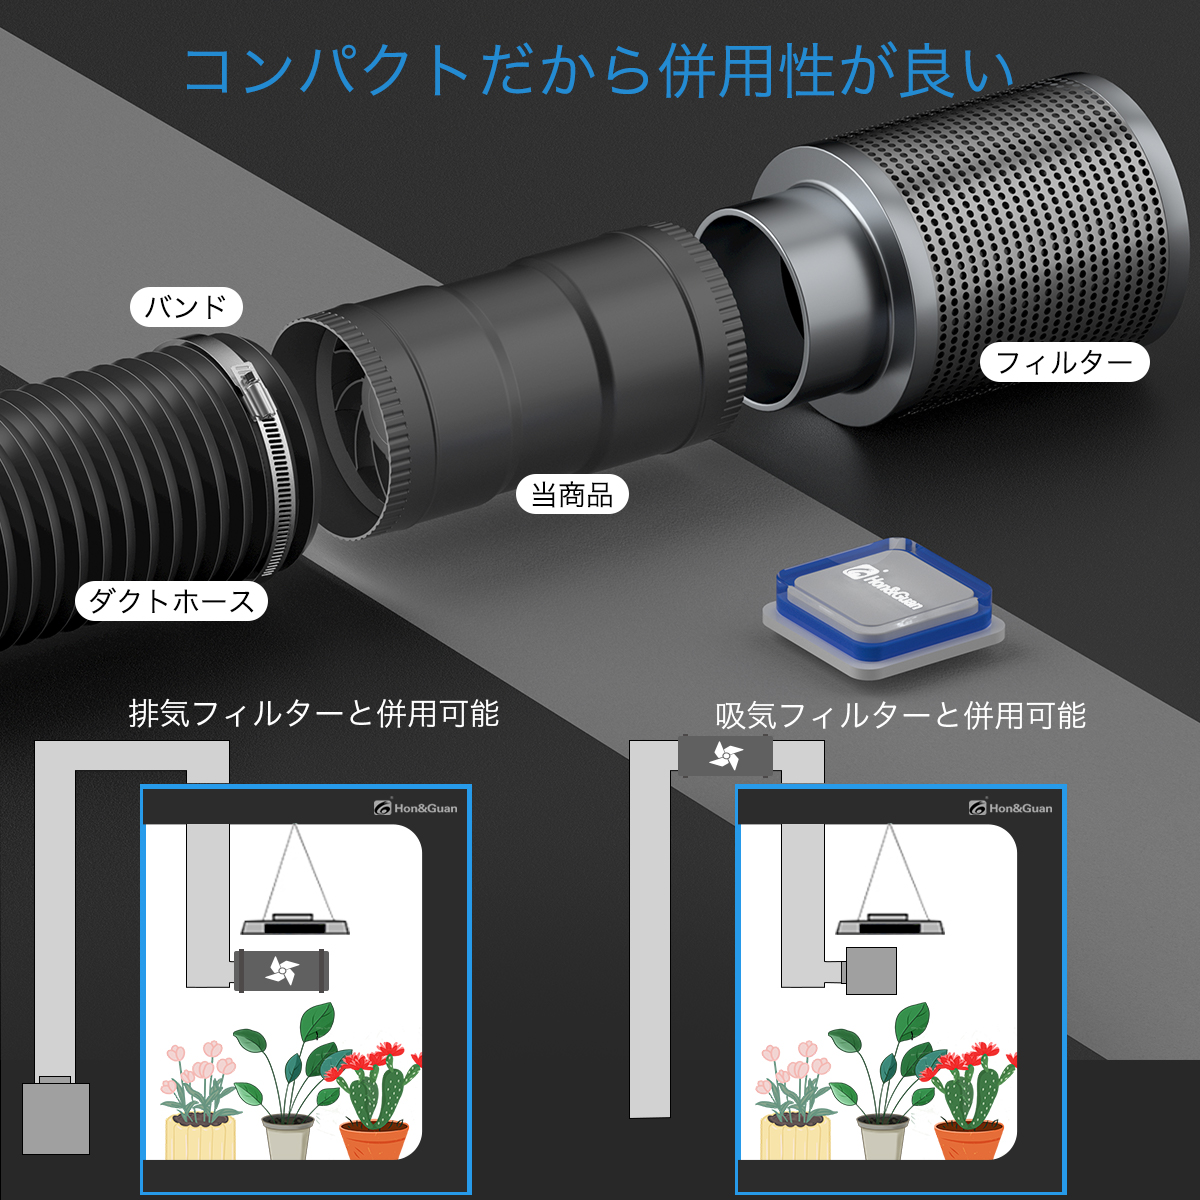 コンパクトだから併用性が良い
バンド
フィルター
当商品
Hon&Guan
ダクトホース
排気フィルターと併用可能
吸気フィルターと併用可能
Hon&Guan
Hon&Guan